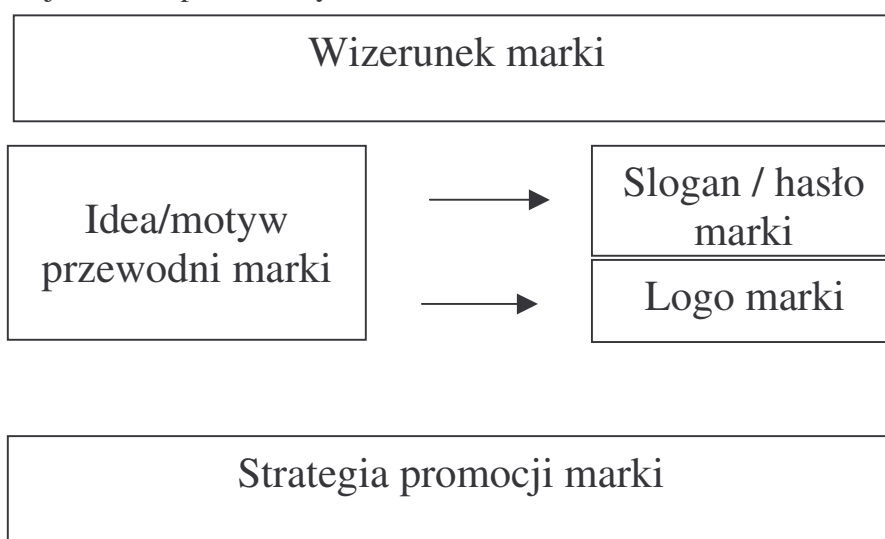 Wizerunek marki
Idea/motyw
przewodni marki
Slogan / hasło
marki
Logo marki
Strategia promocji marki